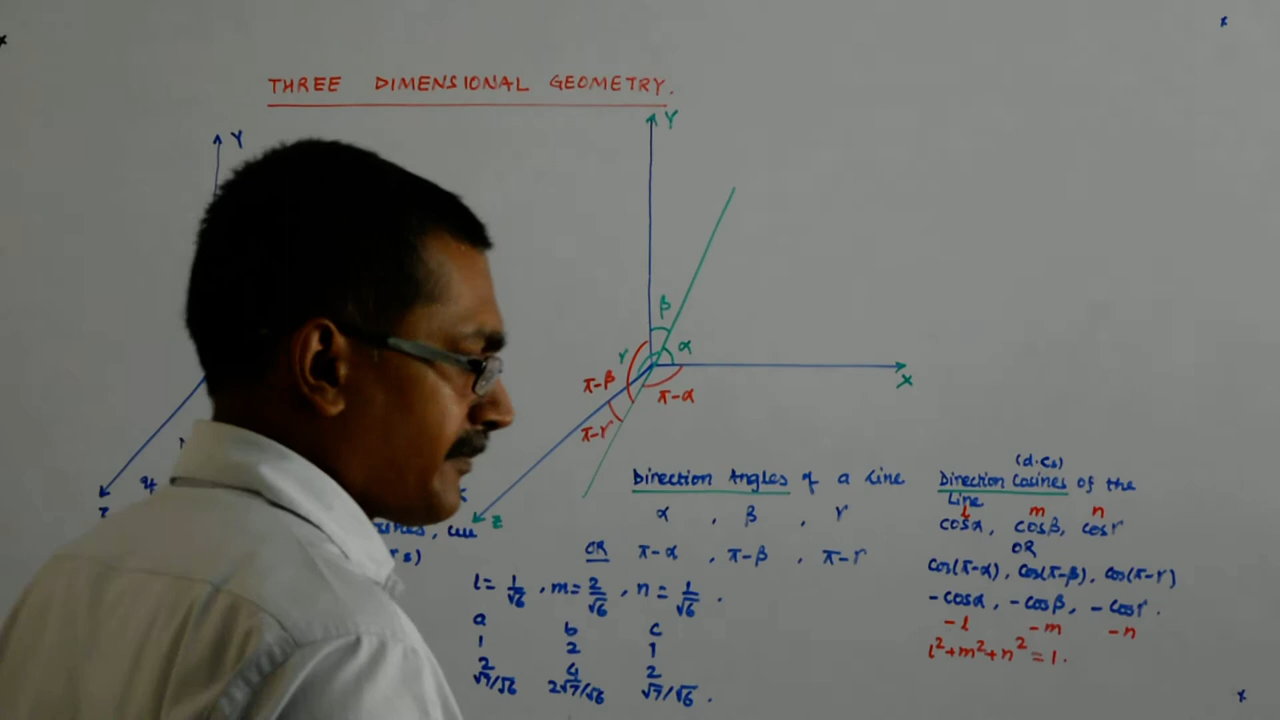 THREE DIMENSIONAL GEOMETRY.
Y
Y
β
α
γ
X
π-β
π-α
π-γ
Z
(d.cs)
Direction Angles of a Line
Direction Cosines of the
Line
l m n
α , β , γ
cosα, cosβ, cosγ
OR
OR π-α , π-β , π-γ
cos(π-α), cos(π-β), cos(π-γ)
l = 1/√6 , m = 2/√6 , n = 1/√6 .
-cosα, -cosβ, -cosγ.
-l -m -n
a b c
1 2 1
l²+m²+n² = 1.
2 4 2
√7/√6 2√7/√6 √7/√6 .